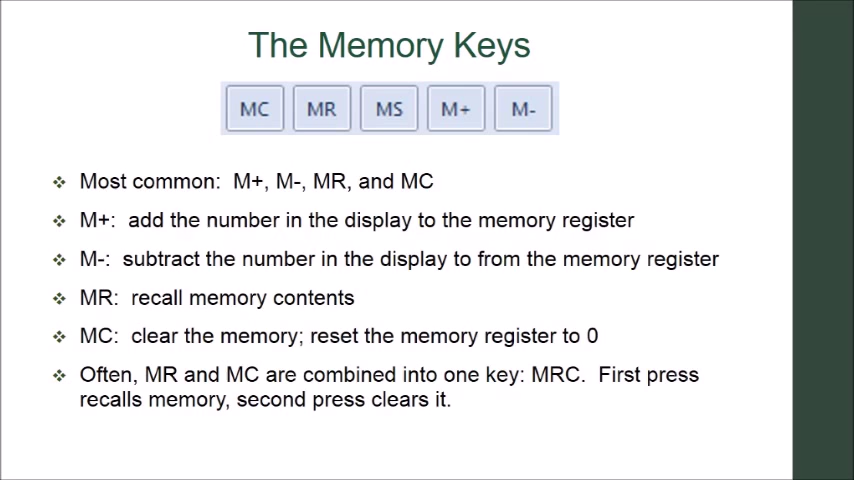 The Memory Keys
MC MR MS M+ M-
Most common: M+, M-, MR, and MC
M+: add the number in the display to the memory register
M-: subtract the number in the display to from the memory register
MR: recall memory contents
MC: clear the memory; reset the memory register to 0
Often, MR and MC are combined into one key: MRC. First press
recalls memory, second press clears it.